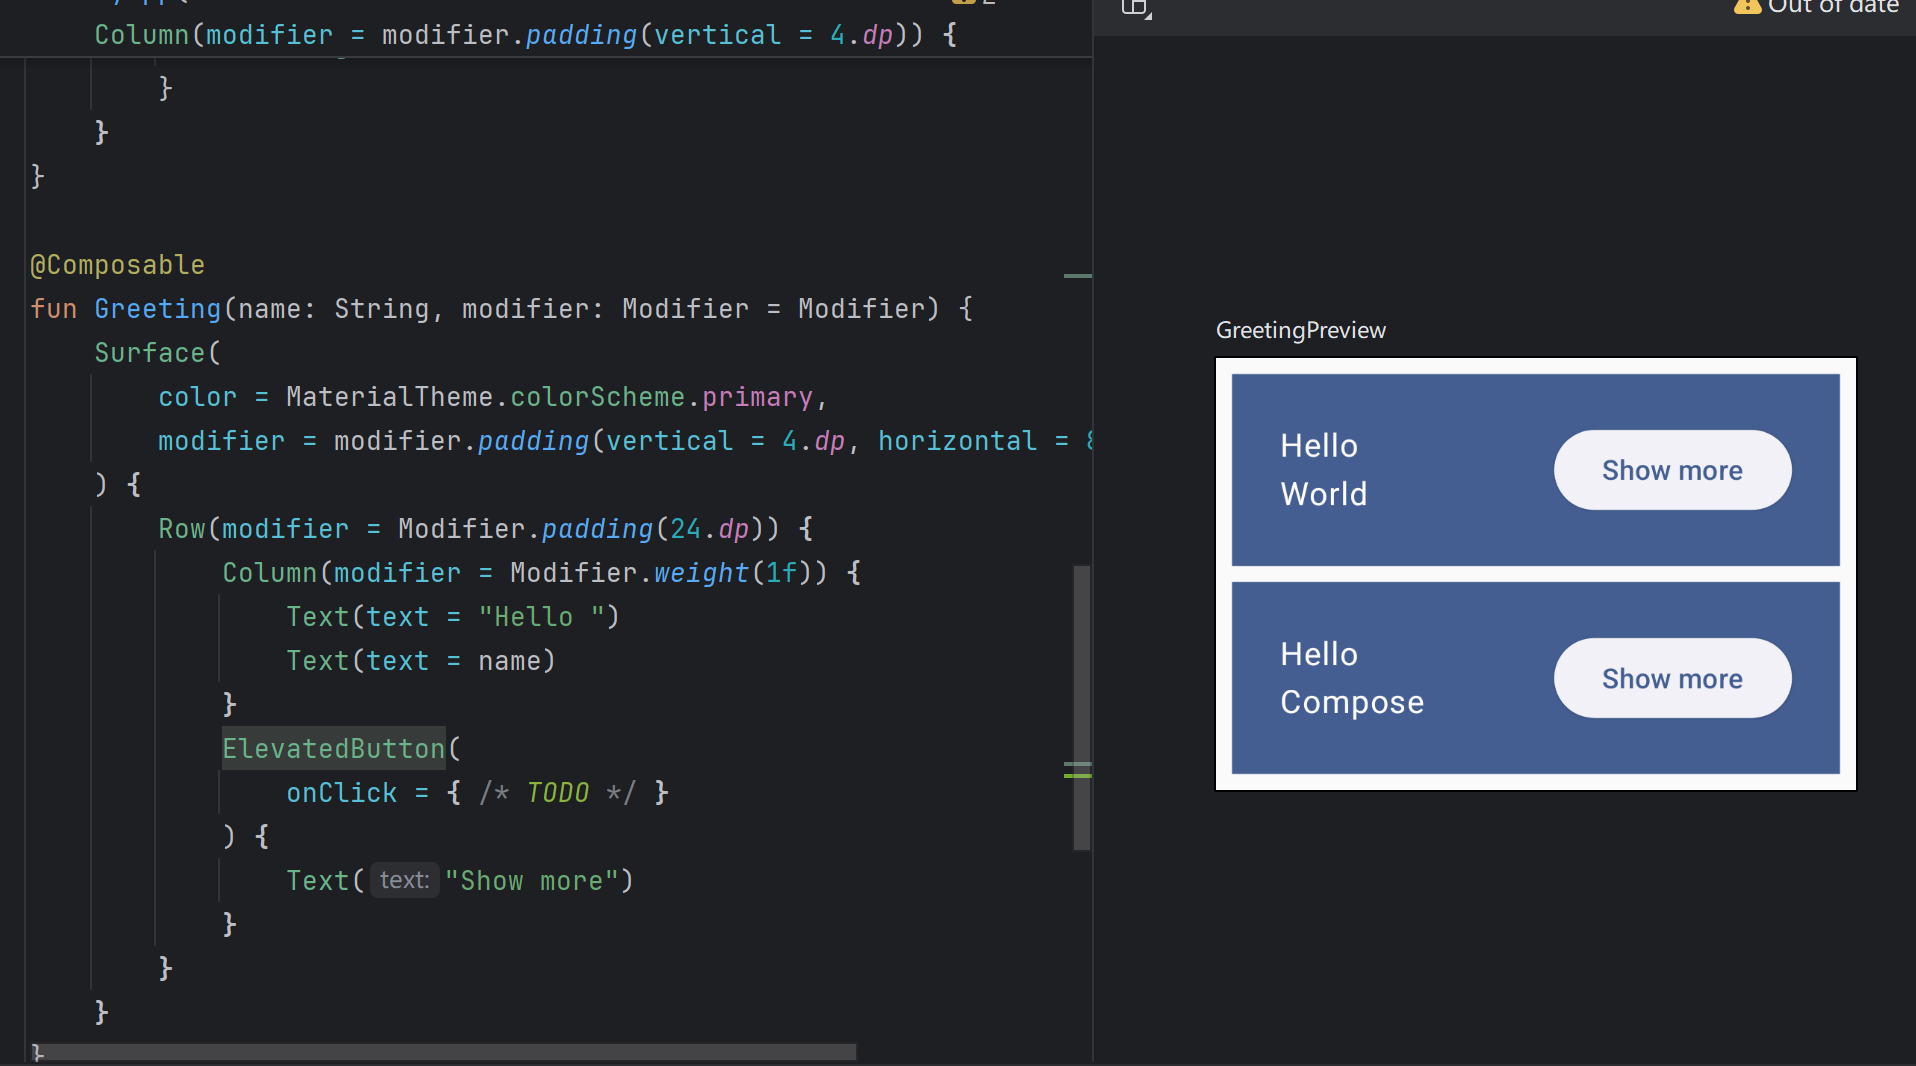 Column(modifier = modifier.padding(vertical = 4.dp)) {
        }
    }
}
@Composable
fun Greeting(name: String, modifier: Modifier = Modifier) {
    Surface(
        color = MaterialTheme.colorScheme.primary,
        modifier = modifier.padding(vertical = 4.dp, horizontal =
    ) {
        Row(modifier = Modifier.padding(24.dp)) {
            Column(modifier = Modifier.weight(1f)) {
                Text(text = "Hello ")
                Text(text = name)
            }
            ElevatedButton(
                onClick = { /* TODO */ }
            ) {
                Text( text: "Show more")
            }
        }
    }
}
Out of date
GreetingPreview
Hello
World
Show more
Hello
Compose
Show more